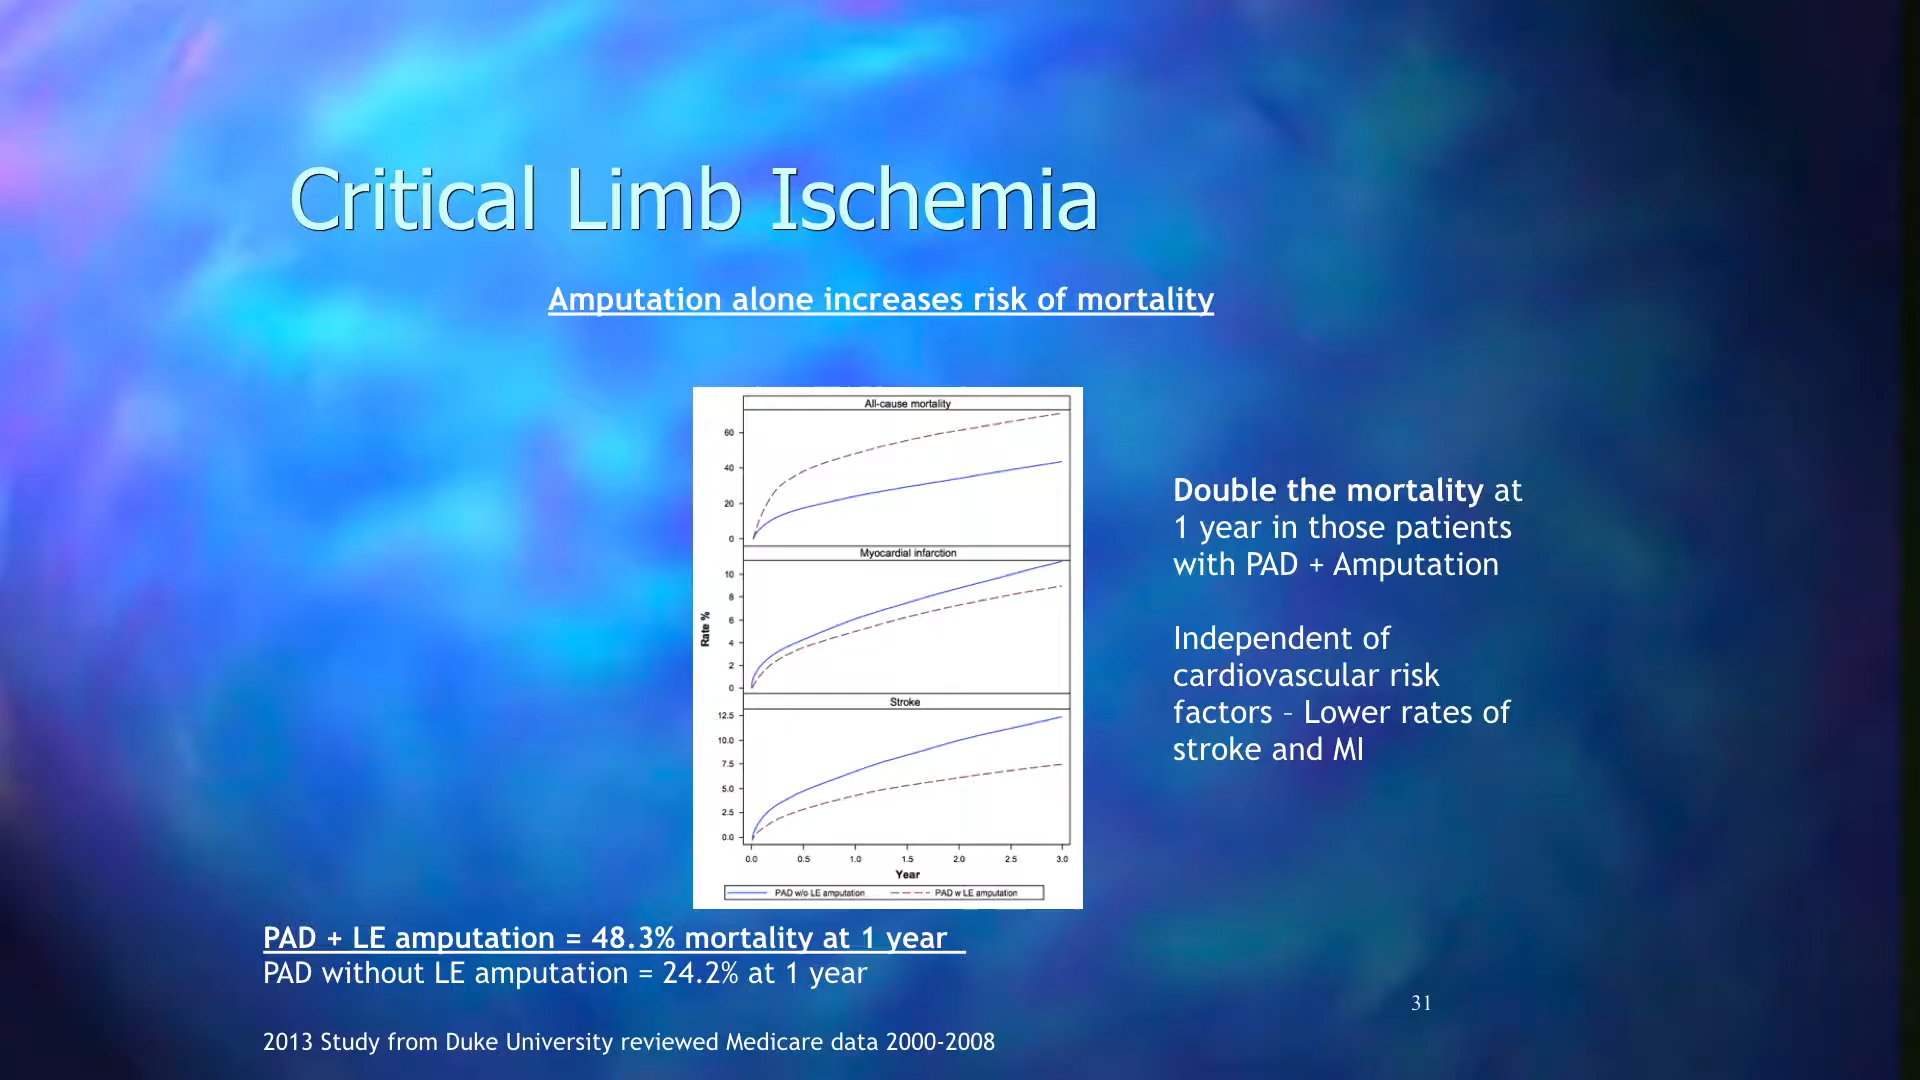 Critical Limb Ischemia
Amputation alone increases risk of mortality
All-cause mortality
60
40
20
0
Myocardial infarction
10
8
6
4
2
0
Rate %
Stroke
12.5
10.0
7.5
5.0
2.5
0.0
0.0 0.5 1.0 1.5 2.0 2.5 3.0
Year
PAD w/o LE amputation PAD w LE amputation
Double the mortality at
1 year in those patients
with PAD + Amputation
Independent of
cardiovascular risk
factors – Lower rates of
stroke and MI
PAD + LE amputation = 48.3% mortality at 1 year
PAD without LE amputation = 24.2% at 1 year
31
2013 Study from Duke University reviewed Medicare data 2000-2008